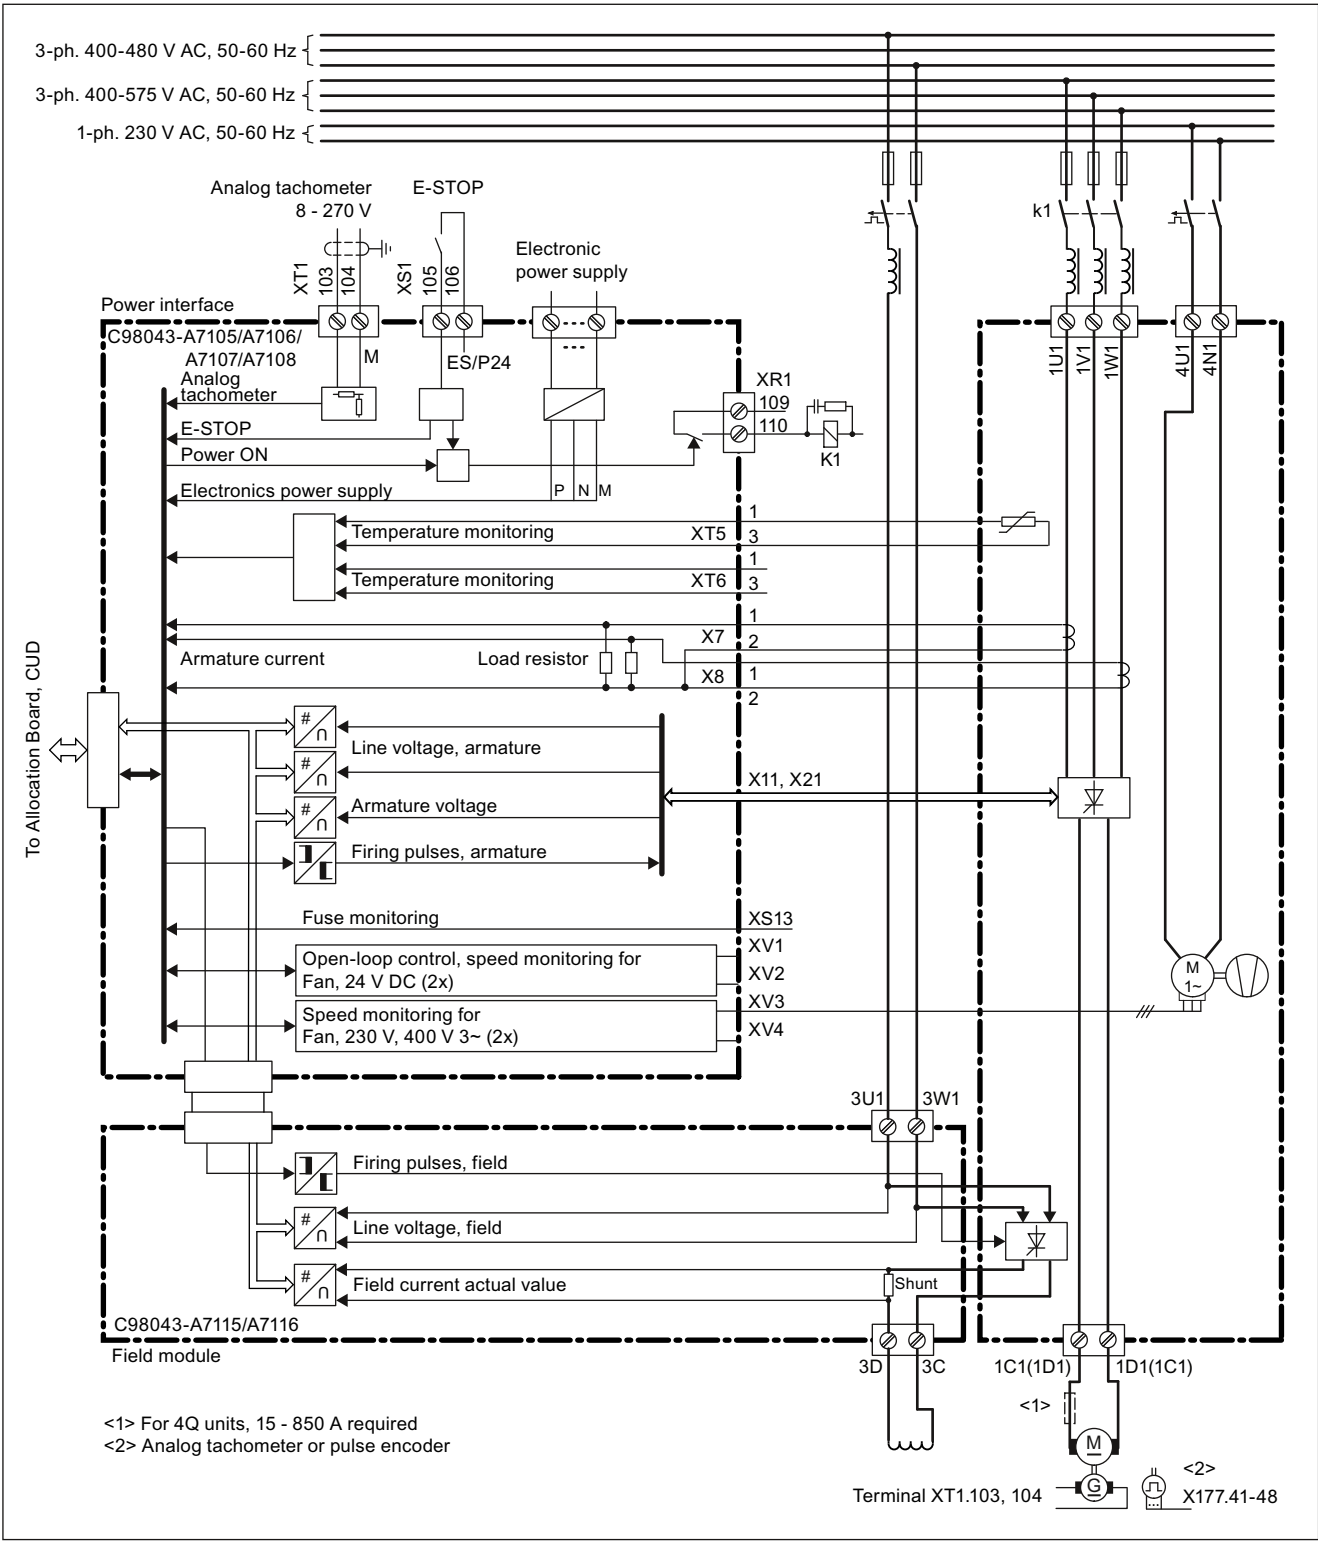 3-ph. 400-480 V AC, 50-60 Hz
3-ph. 400-575 V AC, 50-60 Hz
1-ph. 230 V AC, 50-60 Hz
Analog tachometer
8 - 270 V
E-STOP
k1
Electronic
power supply
XT1
103
104
XS1
105
106
Power interface
C98043-A7105/A7106/
A7107/A7108
M
ES/P24
1U1
1V1
1W1
4U1
4N1
Analog
tachometer
XR1
109
110
K1
E-STOP
Power ON
Electronics power supply
P
N
M
1
Temperature monitoring
XT5
3
1
Temperature monitoring
XT6
3
1
X7
2
Armature current
Load resistor
X8
1
2
To Allocation Board, CUD
#
∩
Line voltage, armature
#
∩
X11, X21
#
∩
Armature voltage
Firing pulses, armature
Fuse monitoring
XS13
XV1
Open-loop control, speed monitoring for
Fan, 24 V DC (2x)
XV2
M
1~
XV3
Speed monitoring for
Fan, 230 V, 400 V 3~ (2x)
XV4
3U1
3W1
Firing pulses, field
#
∩
Line voltage, field
#
∩
Field current actual value
Shunt
C98043-A7115/A7116
Field module
3D
3C
1C1(1D1)
1D1(1C1)
<1>
<1> For 4Q units, 15 - 850 A required
<2> Analog tachometer or pulse encoder
M
G
<2>
Terminal XT1.103, 104
X177.41-48